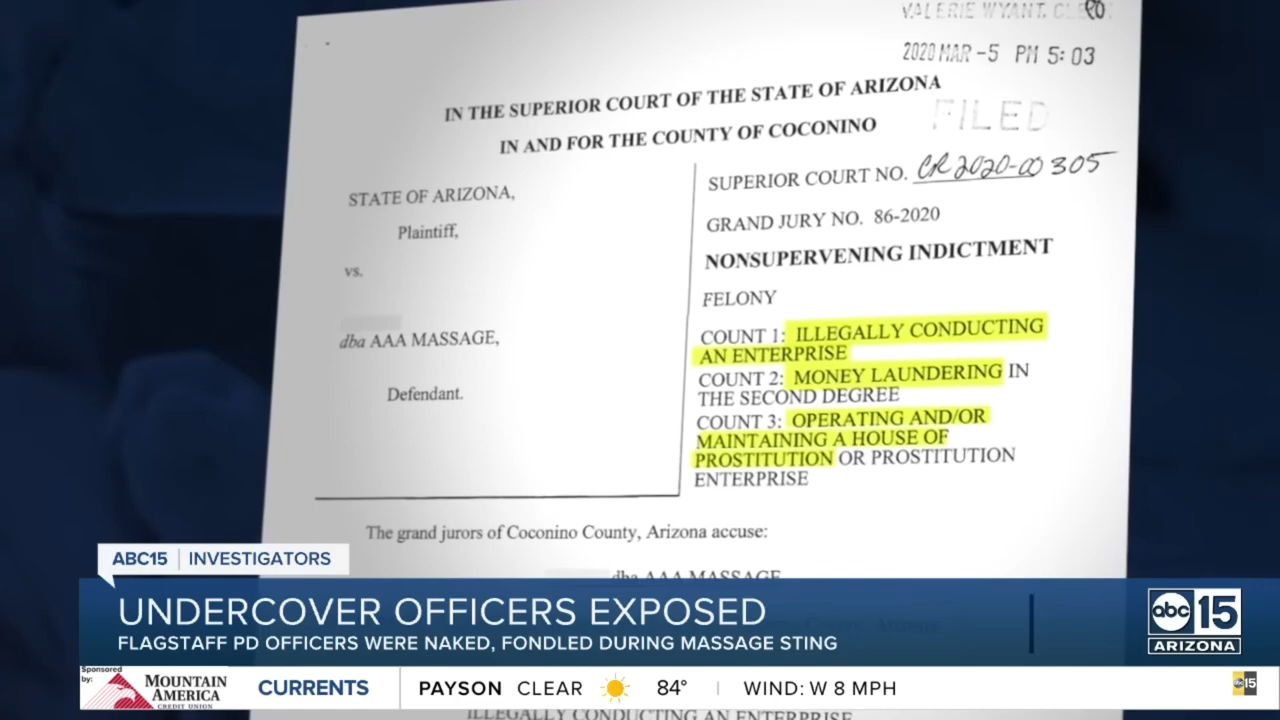 VALERIE WYANT, CLERK
2020 MAR -5 PM 5:03
IN THE SUPERIOR COURT OF THE STATE OF ARIZONA
IN AND FOR THE COUNTY OF COCONINO
FILED
STATE OF ARIZONA,
Plaintiff,
vs.
dba AAA MASSAGE,
Defendant.
SUPERIOR COURT NO. CR2020-00305
GRAND JURY NO. 86-2020
NONSUPERVENING INDICTMENT
FELONY
COUNT 1: ILLEGALLY CONDUCTING
AN ENTERPRISE
COUNT 2: MONEY LAUNDERING IN
THE SECOND DEGREE
COUNT 3: OPERATING AND/OR
MAINTAINING A HOUSE OF
PROSTITUTION OR PROSTITUTION
ENTERPRISE
The grand jurors of Coconino County, Arizona accuse:
dba AAA MASSAGE
ABC15 | INVESTIGATORS
UNDERCOVER OFFICERS EXPOSED
FLAGSTAFF PD OFFICERS WERE NAKED, FONDLED DURING MASSAGE STING
abc 15
ARIZONA
Sponsored
by:
MOUNTAIN
AMERICA
CREDIT UNION
CURRENTS
PAYSON CLEAR 84° WIND: W 8 MPH
abc 15
ILLEGALLY CONDUCTING AN ENTERPRISE